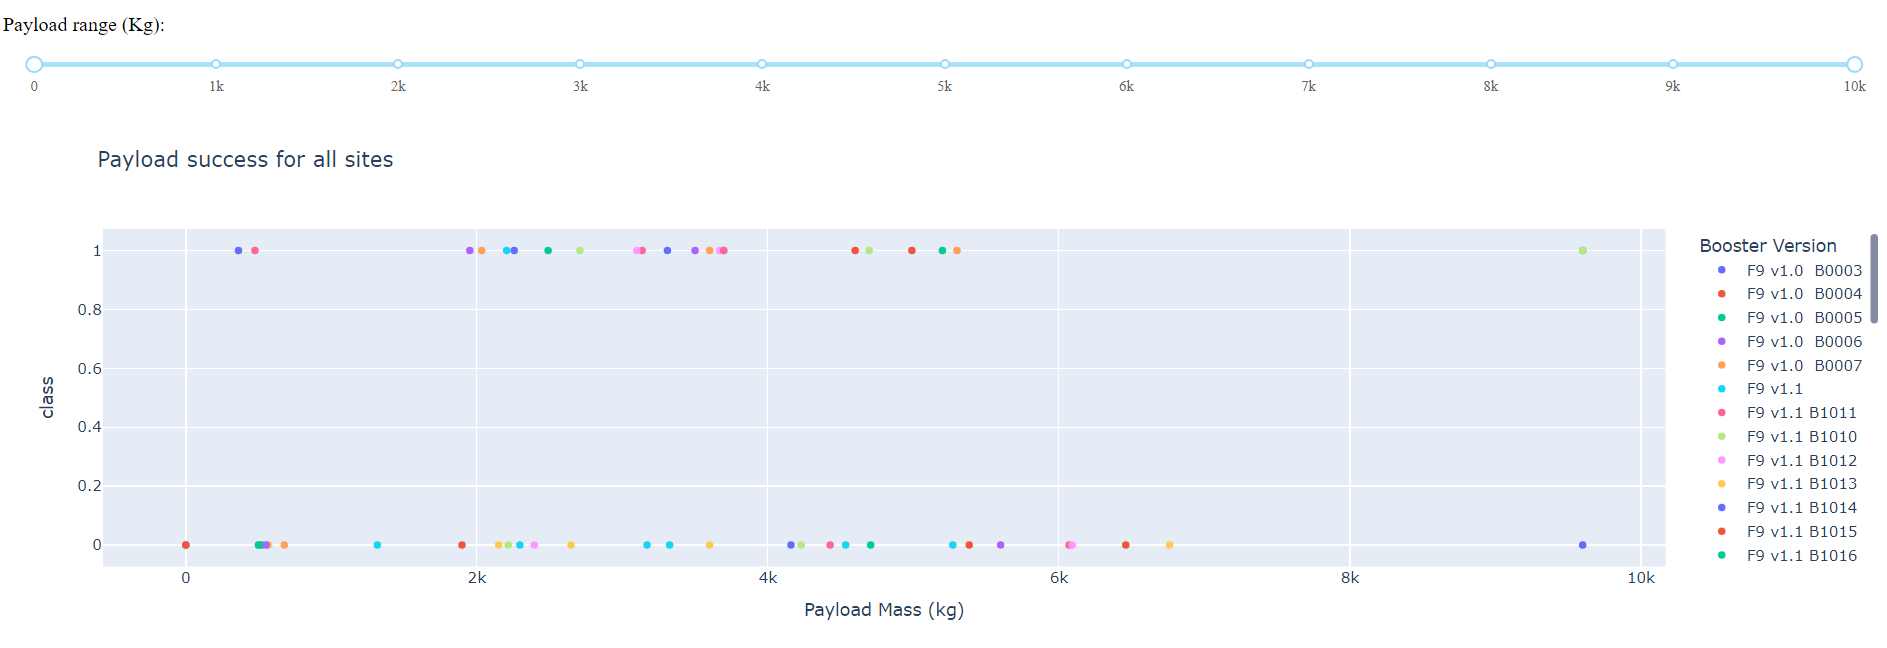 Payload range (Kg):
0 1k 2k 3k 4k 5k 6k 7k 8k 9k 10k
Payload success for all sites
1
0.8
0.6
0.4
0.2
0
class
0 2k 4k 6k 8k 10k
Payload Mass (kg)
Booster Version
F9 v1.0  B0003
F9 v1.0  B0004
F9 v1.0  B0005
F9 v1.0  B0006
F9 v1.0  B0007
F9 v1.1
F9 v1.1 B1011
F9 v1.1 B1010
F9 v1.1 B1012
F9 v1.1 B1013
F9 v1.1 B1014
F9 v1.1 B1015
F9 v1.1 B1016